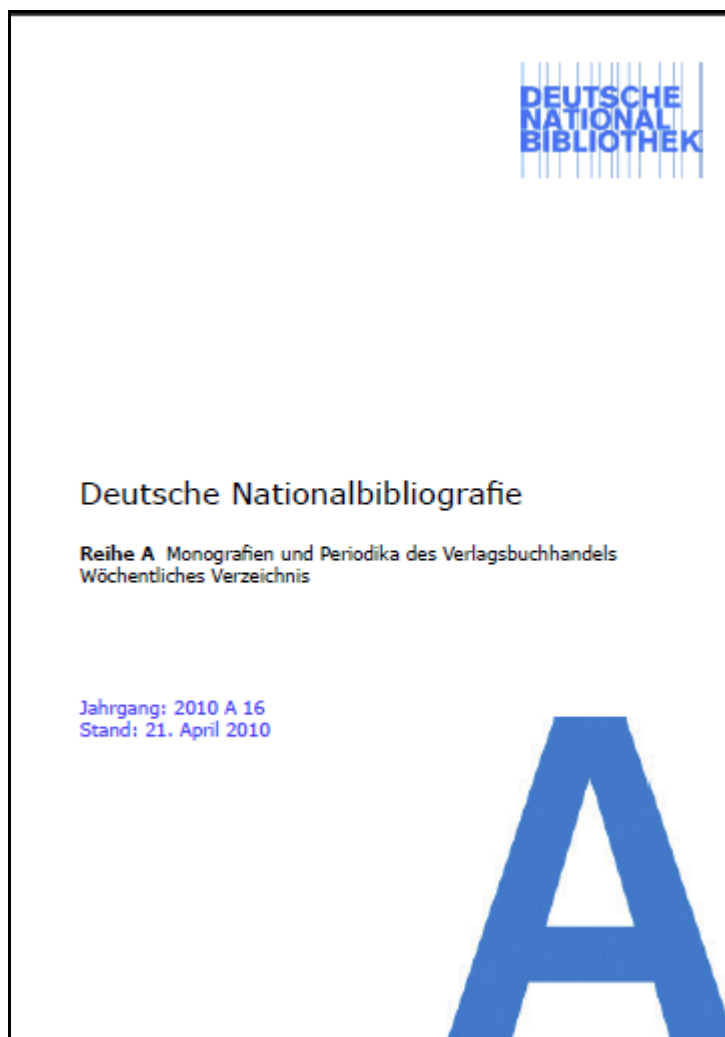 DEUTSCHE
NATIONAL
BIBLIOTHEK
Deutsche Nationalbibliografie
Reihe A Monografien und Periodika des Verlagsbuchhandels
Wöchentliches Verzeichnis
Jahrgang: 2010 A 16
Stand: 21. April 2010
A